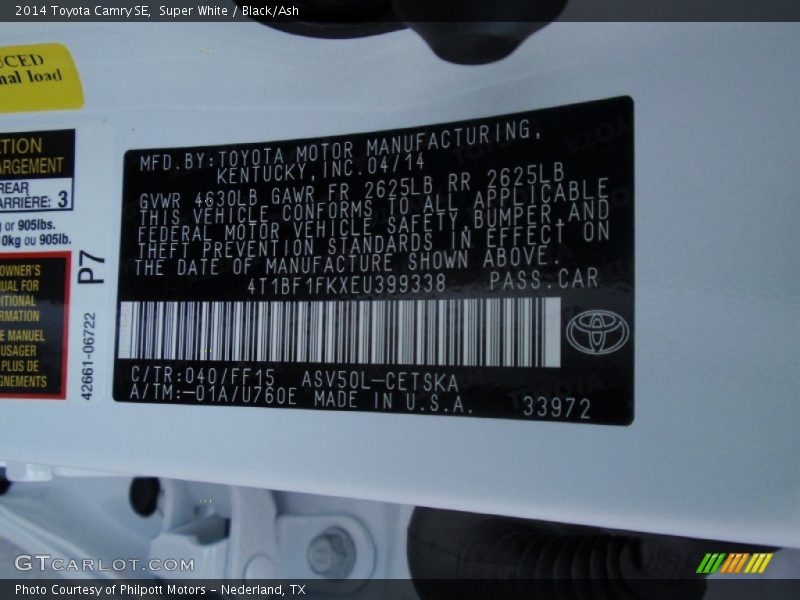 2014 Toyota Camry SE, Super White / Black/Ash
UCED
nal load
TION
ARGEMENT
REAR
ARRIÈRE: 3
g or 905lbs.
0kg ou 905lb.
OWNER'S
UAL FOR
DITIONAL
RMATION
E MANUEL
USAGER
PLUS DE
GNEMENTS
P7
42661-06722
MFD.BY:TOYOTA MOTOR MANUFACTURING,
KENTUCKY,INC.04/14
GVWR 4630LB GAWR FR 2625LB RR 2625LB
THIS VEHICLE CONFORMS TO ALL APPLICABLE
FEDERAL MOTOR VEHICLE SAFETY,BUMPER,AND
THEFT PREVENTION STANDARDS IN EFFECT ON
THE DATE OF MANUFACTURE SHOWN ABOVE.
4T1BF1FKXEU399338 PASS.CAR
C/TR:040/FF15 ASV50L-CETSKA
A/TM:-01A/U760E MADE IN U.S.A. 33972
GTCARLOT.COM
Photo Courtesy of Philpott Motors - Nederland, TX